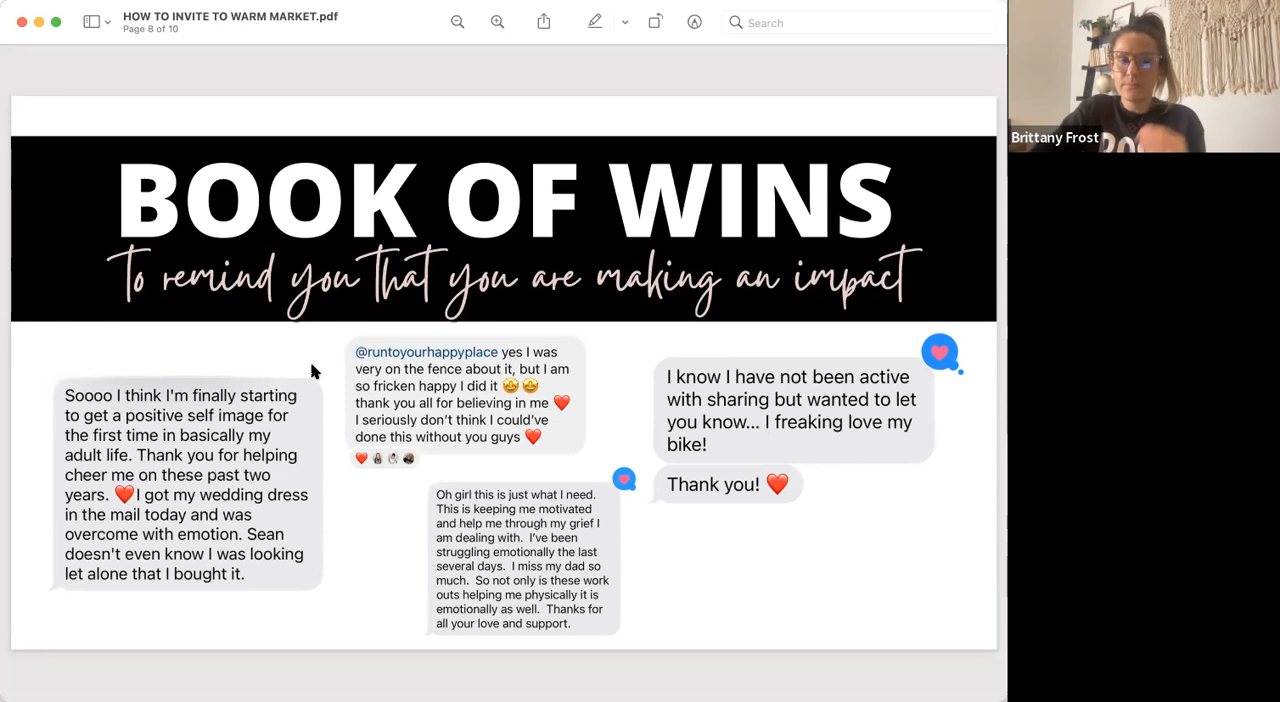 HOW TO INVITE TO WARM MARKET.pdf
Page 8 of 10
Search
Brittany Frost
BOOK OF WINS
to remind you that you are making an impact
Soooo I think I'm finally starting
to get a positive self image for
the first time in basically my
adult life. Thank you for helping
cheer me on these past two
years. ❤️I got my wedding dress
in the mail today and was
overcome with emotion. Sean
doesn't even know I was looking
let alone that I bought it.
@runtoyourhappyplace yes I was
very on the fence about it, but I am
so fricken happy I did it 🤩 🤩
thank you all for believing in me ❤️
I seriously don't think I could've
done this without you guys ❤️
Oh girl this is just what I need.
This is keeping me motivated
and help me through my grief I
am dealing with. I've been
struggling emotionally the last
several days. I miss my dad so
much. So not only is these work
outs helping me physically it is
emotionally as well. Thanks for
all your love and support.
I know I have not been active
with sharing but wanted to let
you know... I freaking love my
bike!
Thank you! ❤️